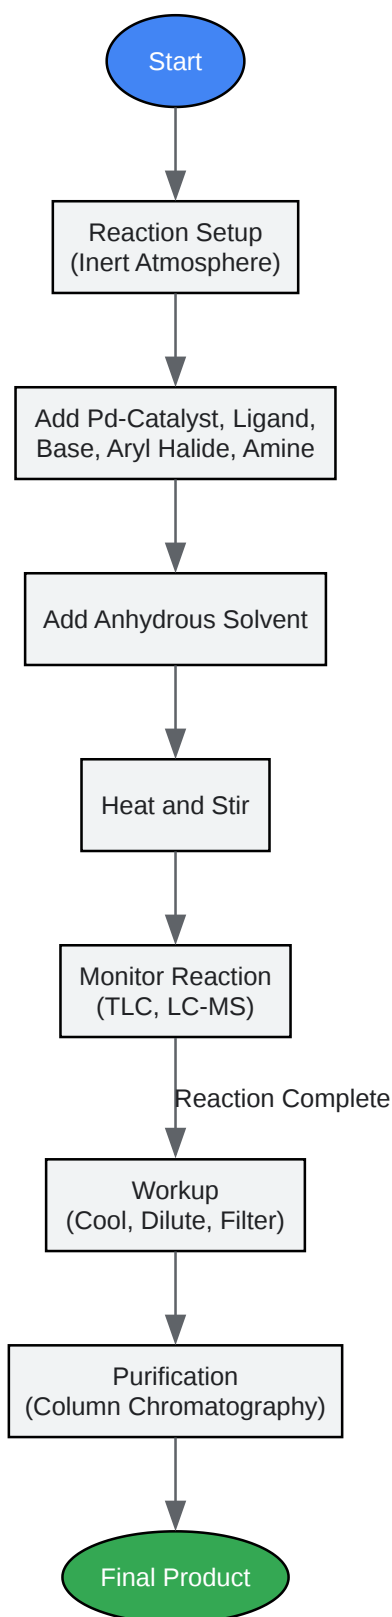 Start
Reaction Setup
(Inert Atmosphere)
Add Pd-Catalyst, Ligand,
Base, Aryl Halide, Amine
Add Anhydrous Solvent
Heat and Stir
Monitor Reaction
(TLC, LC-MS)
Reaction Complete
Workup
(Cool, Dilute, Filter)
Purification
(Column Chromatography)
Final Product